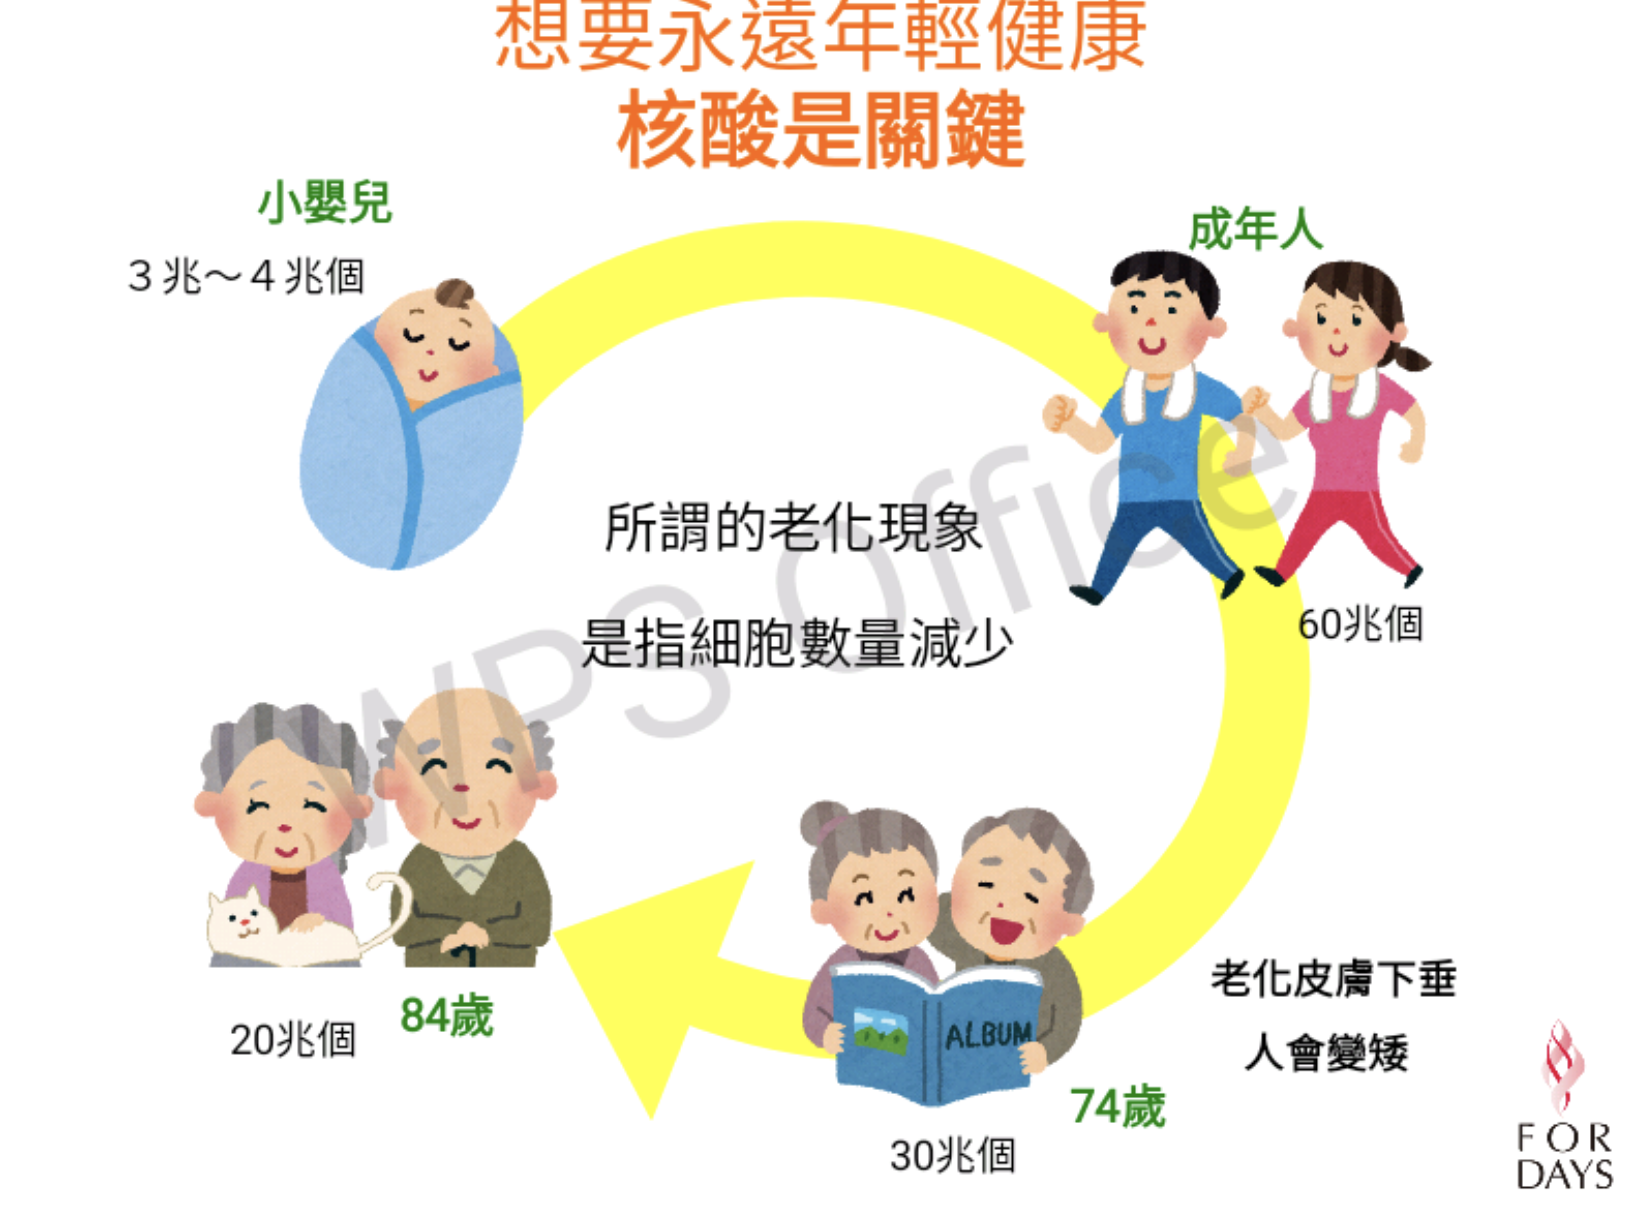 想要永遠年輕健康
核酸是關鍵
小嬰兒
3兆～4兆個
成年人
60兆個
所謂的老化現象
是指細胞數量減少
WPS Office
老化皮膚下垂
人會變矮
ALBUM
74歲
30兆個
84歲
20兆個
FOR
DAYS